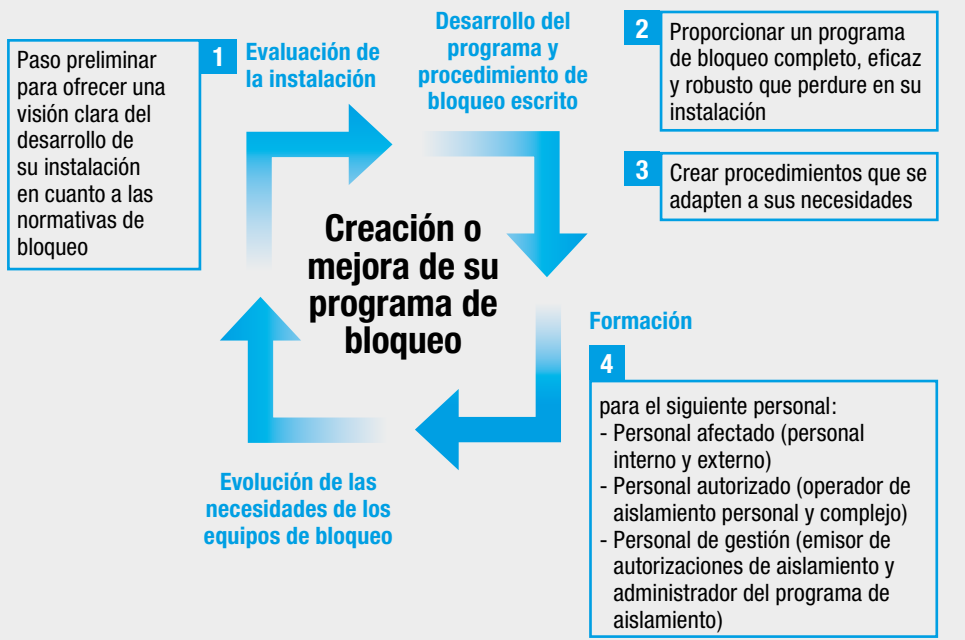 1
Evaluación de
la instalación
Paso preliminar
para ofrecer una
visión clara del
desarrollo de
su instalación
en cuanto a las
normativas de
bloqueo
Desarrollo del
programa y
procedimiento de
bloqueo escrito
2
Proporcionar un programa
de bloqueo completo, eficaz
y robusto que perdure en su
instalación
3
Crear procedimientos que se
adapten a sus necesidades
Creación o
mejora de su
programa de
bloqueo
Formación
4
para el siguiente personal:
- Personal afectado (personal
interno y externo)
- Personal autorizado (operador de
aislamiento personal y complejo)
- Personal de gestión (emisor de
autorizaciones de aislamiento y
administrador del programa de
aislamiento)
Evolución de las
necesidades de los
equipos de bloqueo